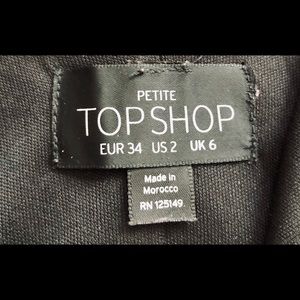 PETITE
TOPSHOP
EUR 34 US 2 UK 6
Made in
Morocco
RN 125149